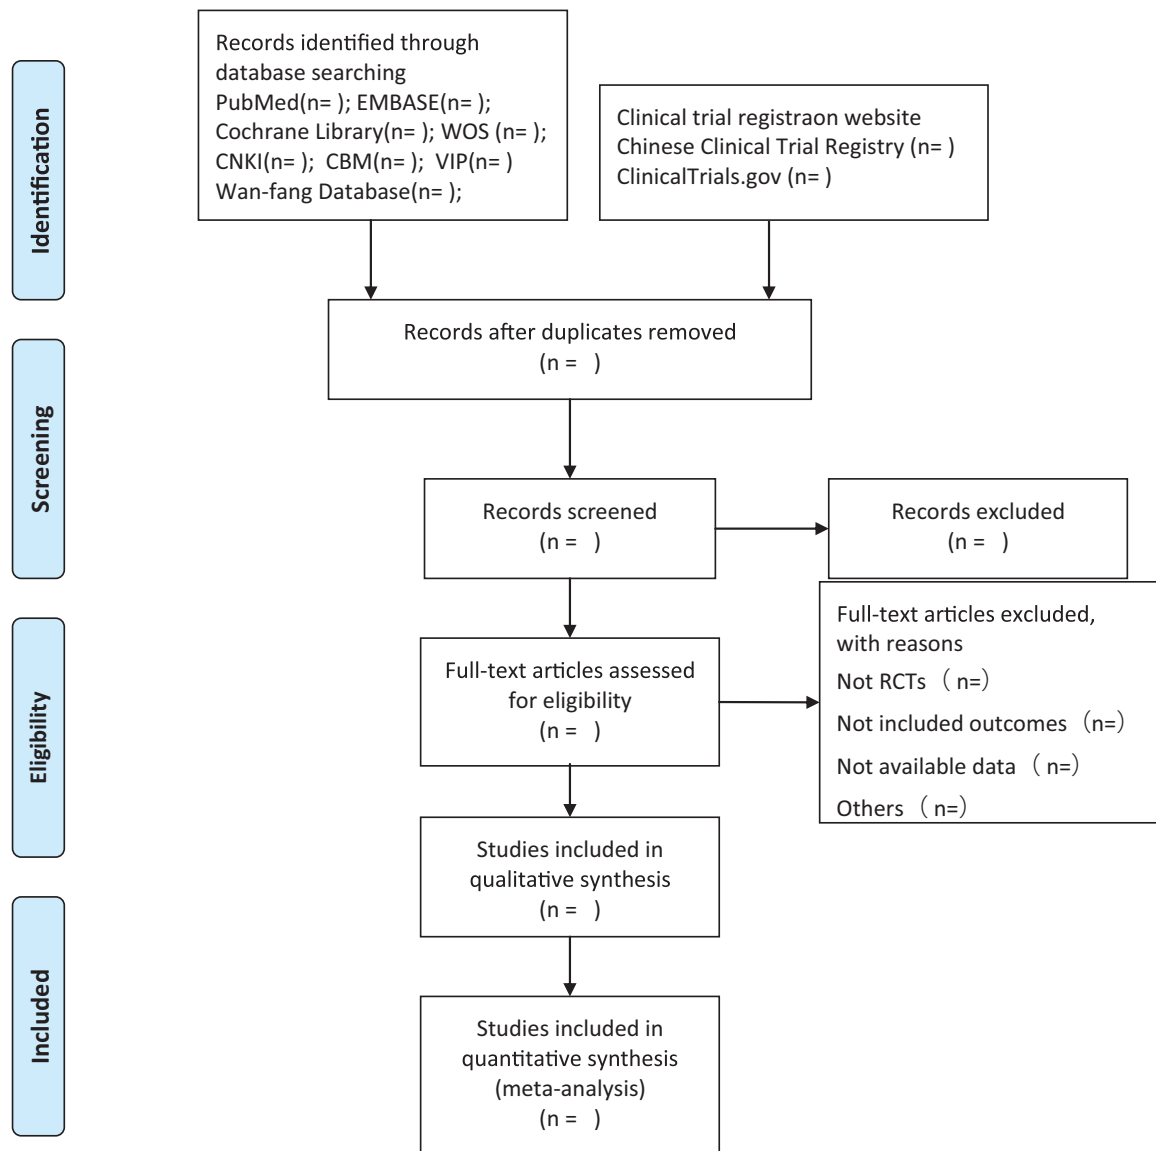 Identification
Records identified through
database searching
PubMed(n= ); EMBASE(n= );
Cochrane Library(n= ); WOS (n= );
CNKI(n= );  CBM(n= );  VIP(n= )
Wan-fang Database(n= );
Clinical trial registraon website
Chinese Clinical Trial Registry (n= )
ClinicalTrials.gov (n= )
Records after duplicates removed
(n =   )
Screening
Records screened
(n =   )
Records excluded
(n =   )
Eligibility
Full-text articles assessed
for eligibility
(n =   )
Full-text articles excluded,
with reasons
Not RCTs （ n=）
Not included outcomes （n=）
Not available data （ n=）
Others （ n=）
Studies included in
qualitative synthesis
(n =   )
Included
Studies included in
quantitative synthesis
(meta-analysis)
(n =   )